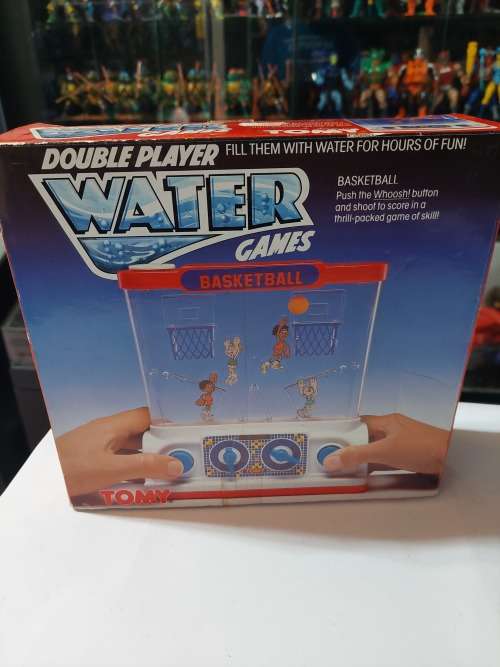 TOMY
DOUBLE PLAYER
FILL THEM WITH WATER FOR HOURS OF FUN!
WATER
GAMES
BASKETBALL
Push the Whoosh! button
and shoot to score in a
thrill-packed game of skill!
BASKETBALL
TOMY